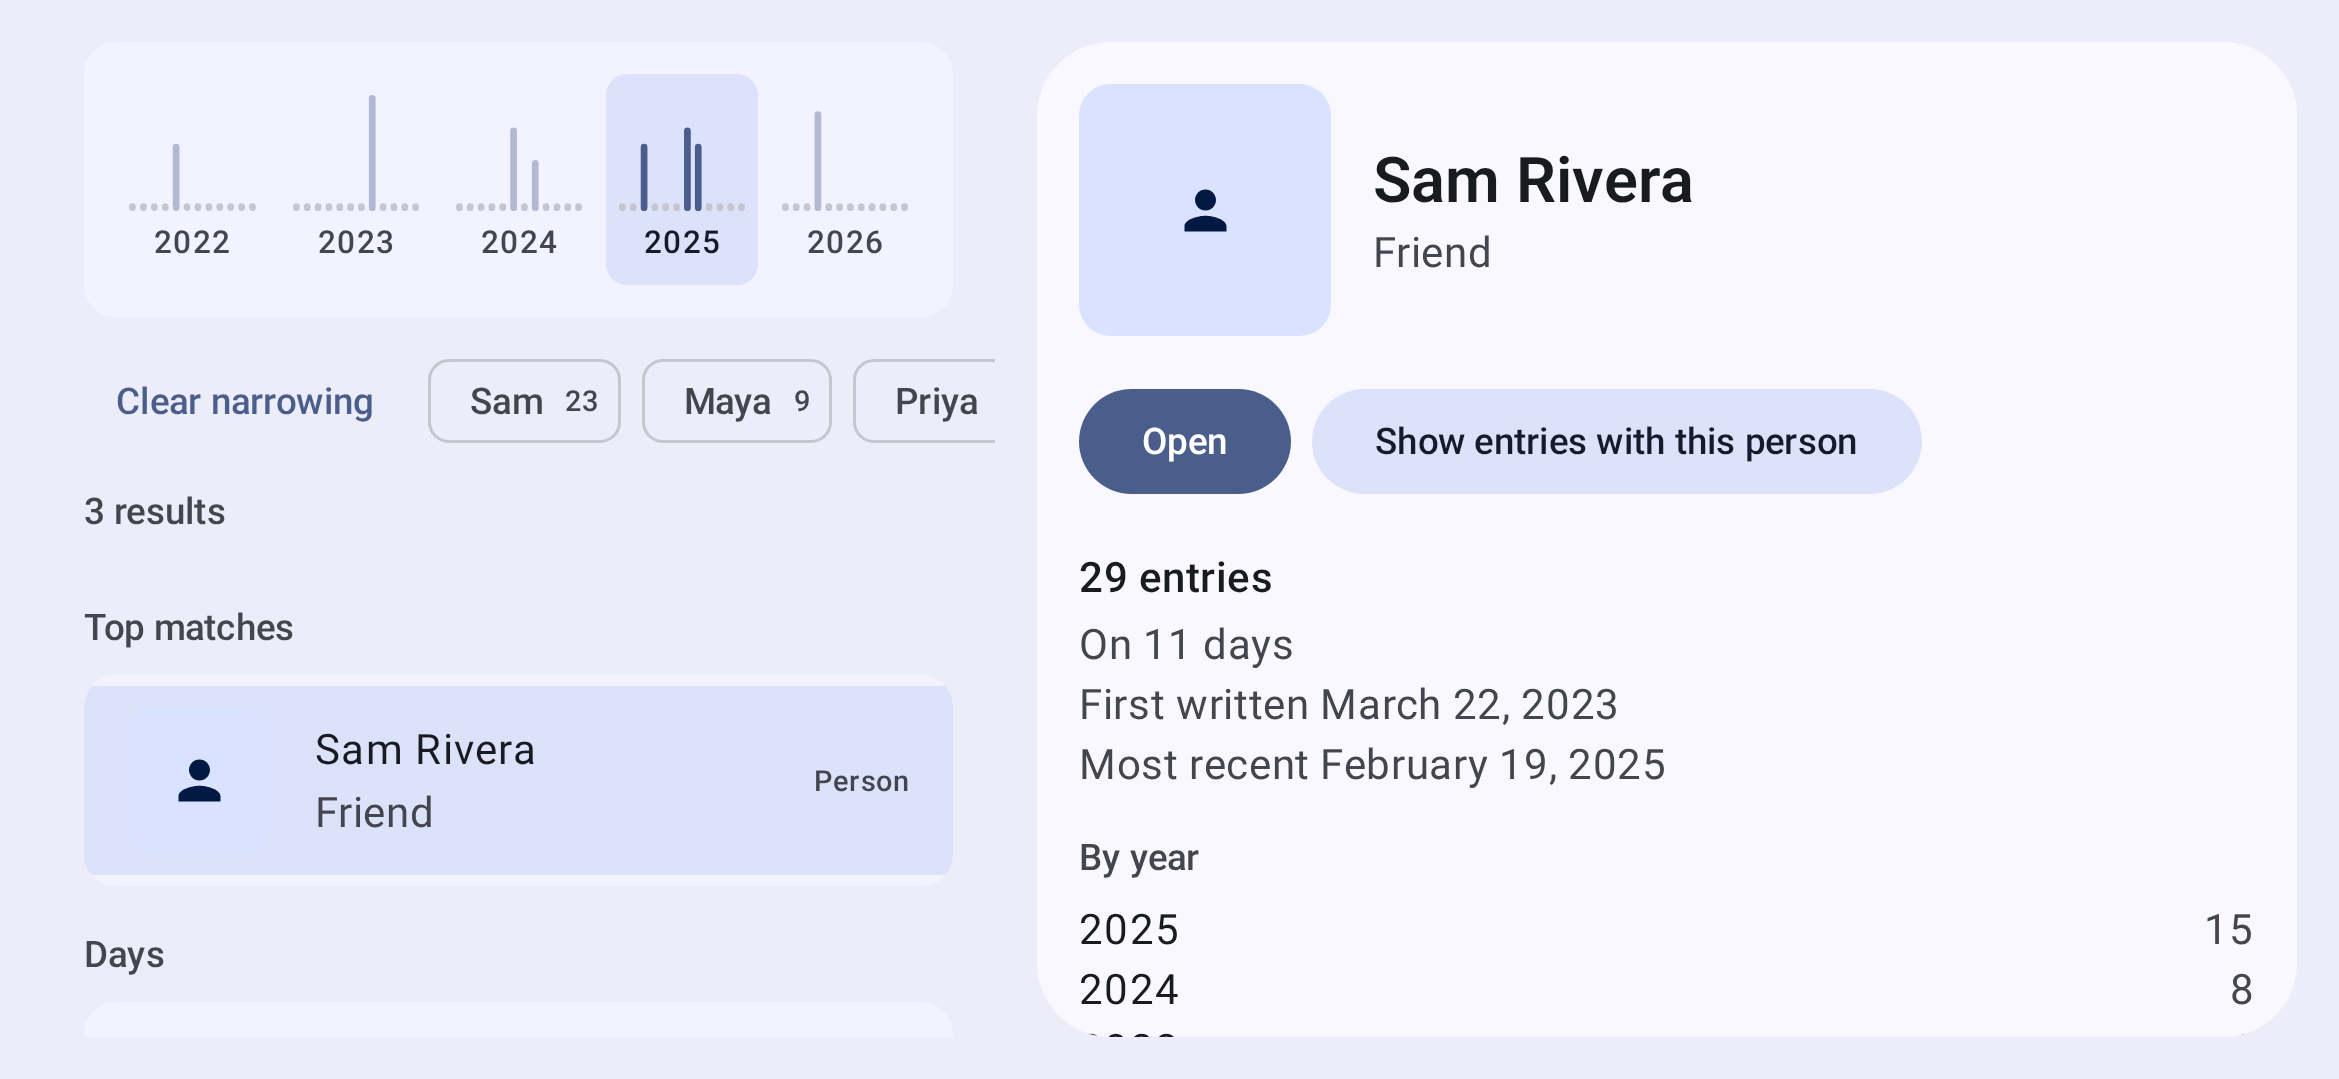 2022 2023 2024 2025 2026
Clear narrowing Sam 23 Maya 9 Priya
3 results
Top matches
Sam Rivera
Friend
Person
Days
Sam Rivera
Friend
Open Show entries with this person
29 entries
On 11 days
First written March 22, 2023
Most recent February 19, 2025
By year
2025 15
2024 8